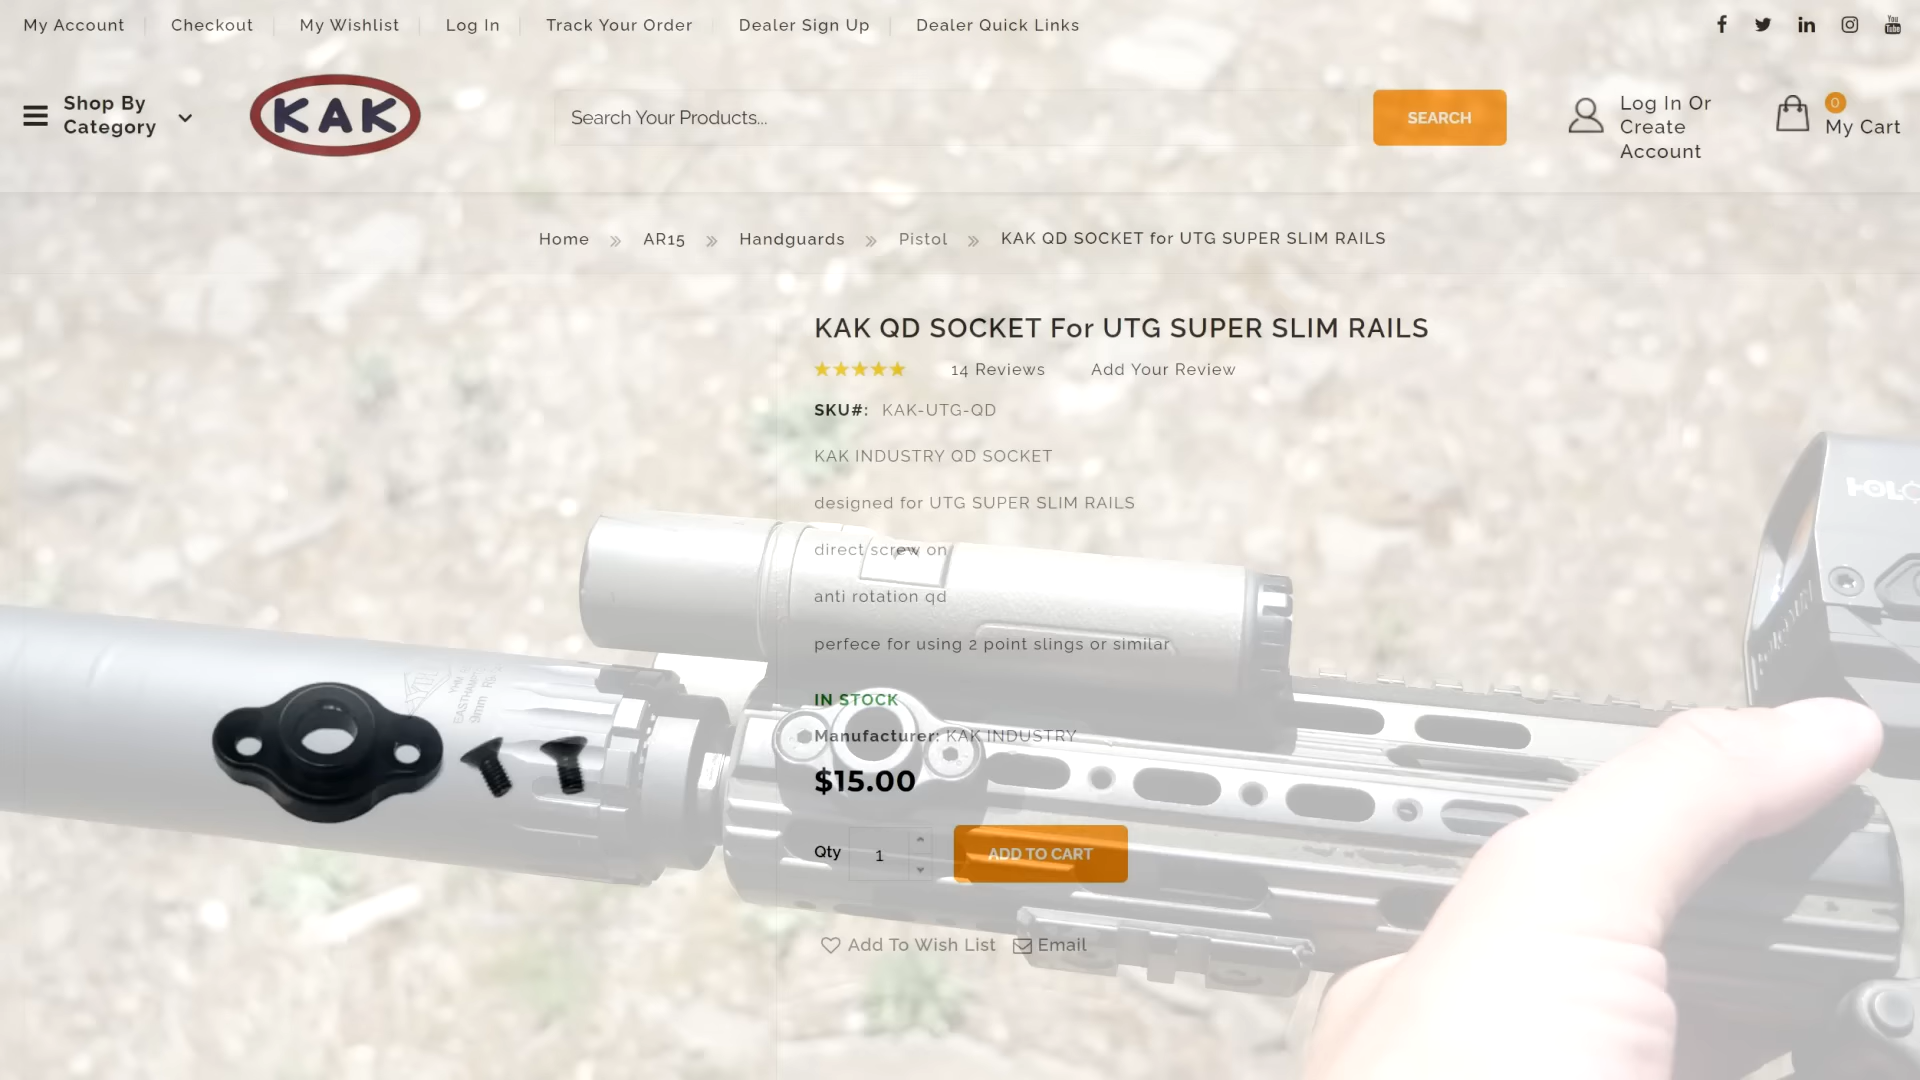 My Account
Checkout
My Wishlist
Log In
Track Your Order
Dealer Sign Up
Dealer Quick Links
You
Tube
Shop By
Category
KAK
Search Your Products...
SEARCH
Log In Or
Create
Account
0
My Cart
Home
AR15
Handguards
Pistol
KAK QD SOCKET for UTG SUPER SLIM RAILS
KAK QD SOCKET For UTG SUPER SLIM RAILS
14 Reviews
Add Your Review
SKU#: KAK-UTG-QD
KAK INDUSTRY QD SOCKET
designed for UTG SUPER SLIM RAILS
direct screw on
anti rotation qd
perfece for using 2 point slings or similar
IN STOCK
Manufacturer: KAK INDUSTRY
$15.00
Qty
1
ADD TO CART
Add To Wish List
Email
9mm